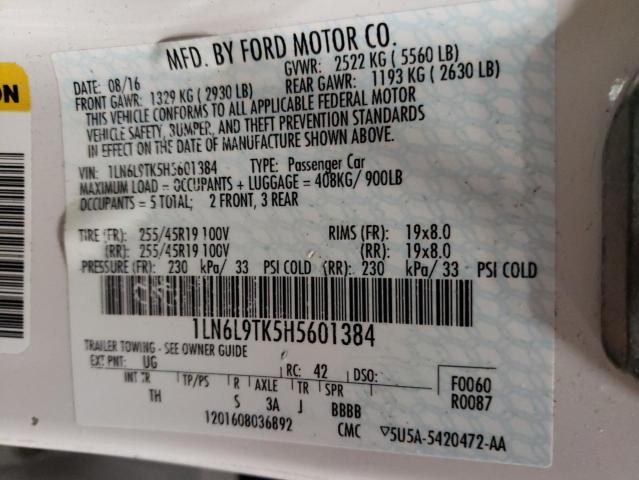 ON
MFD. BY FORD MOTOR CO.
DATE: 08/16 GVWR: 2522 KG ( 5560 LB)
FRONT GAWR: 1329 KG ( 2930 LB) REAR GAWR: 1193 KG ( 2630 LB)
THIS VEHICLE CONFORMS TO ALL APPLICABLE FEDERAL MOTOR
VEHICLE SAFETY, BUMPER, AND THEFT PREVENTION STANDARDS
IN EFFECT ON THE DATE OF MANUFACTURE SHOWN ABOVE.
VIN: 1LN6L9TK5H5601384 TYPE: Passenger Car
MAXIMUM LOAD = OCCUPANTS + LUGGAGE = 408KG/ 900LB
OCCUPANTS = 5 TOTAL; 2 FRONT, 3 REAR
TIRE (FR): 255/45R19 100V RIMS (FR): 19x8.0
(RR): 255/45R19 100V (RR): 19x8.0
PRESSURE (FR): 230 kPa/ 33 PSI COLD (RR): 230 kPa/ 33 PSI COLD
1LN6L9TK5H5601384
TRAILER TOWING - SEE OWNER GUIDE
EXT PNT: UG RC: 42 DSO: F0060
INT TR TP/PS R AXLE TR SPR R0087
TH S 3A J BBBB
1201608036892 CMC ▽5U5A-5420472-AA